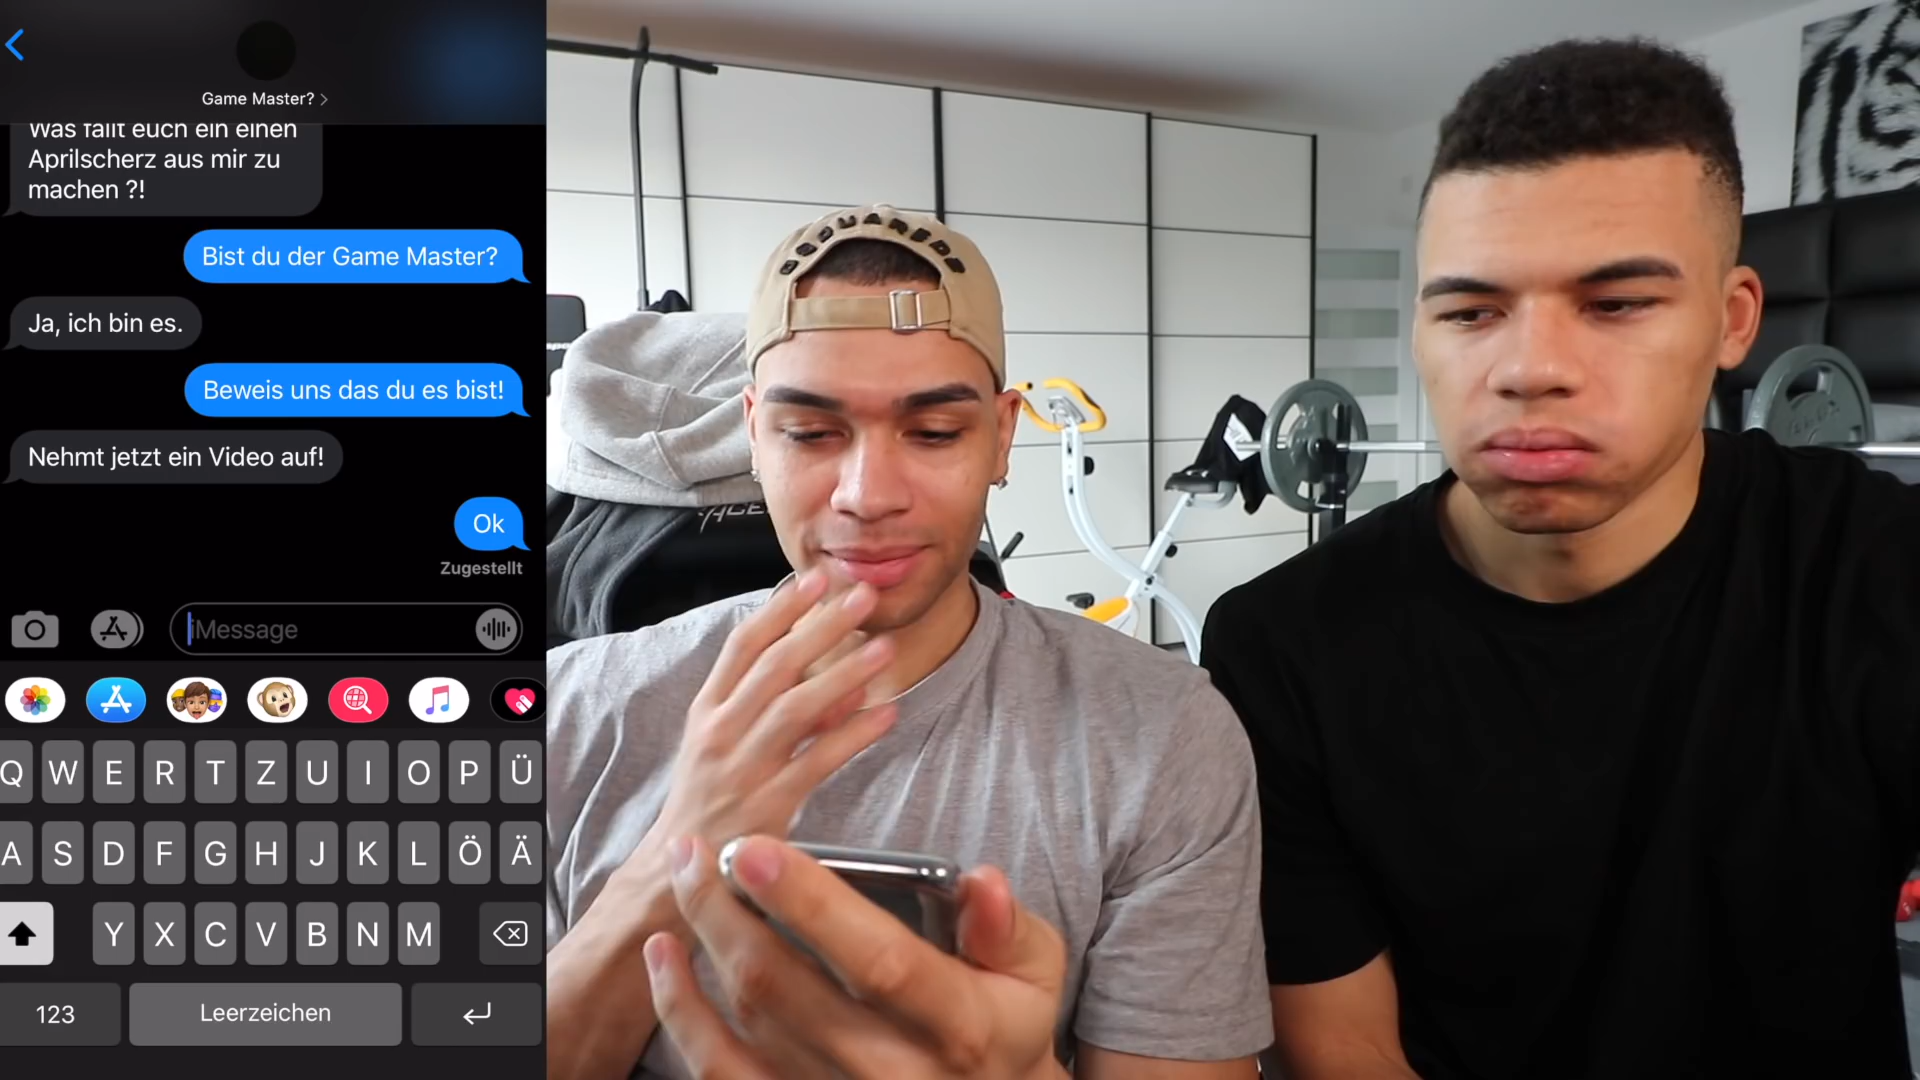 Game Master?
Was fällt euch ein einen
Aprilscherz aus mir zu
machen ?!
Bist du der Game Master?
Ja, ich bin es.
Beweis uns das du es bist!
Nehmt jetzt ein Video auf!
Ok
Zugestellt
iMessage
Q W E R T Z U I O P Ü
A S D F G H J K L Ö Ä
Y X C V B N M
123 Leerzeichen
DSQUARED2